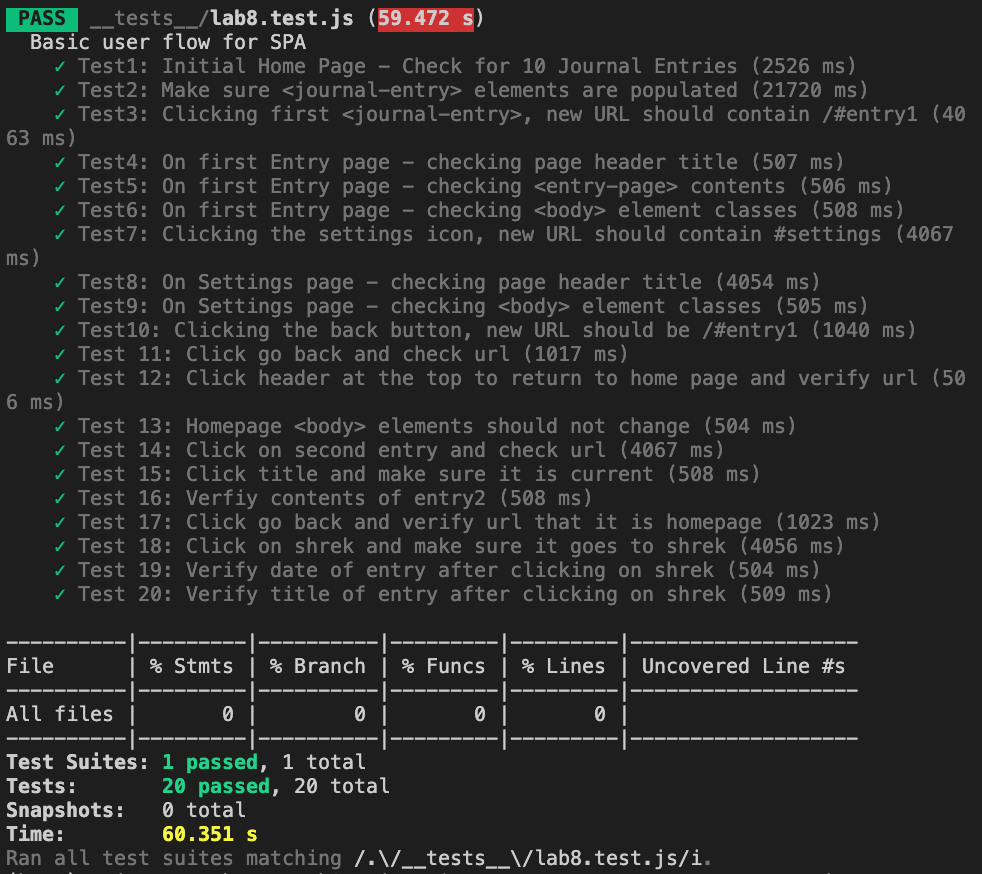 PASS __tests__/lab8.test.js (59.472 s)
Basic user flow for SPA
✓ Test1: Initial Home Page – Check for 10 Journal Entries (2526 ms)
✓ Test2: Make sure <journal-entry> elements are populated (21720 ms)
✓ Test3: Clicking first <journal-entry>, new URL should contain /#entry1 (40
63 ms)
✓ Test4: On first Entry page – checking page header title (507 ms)
✓ Test5: On first Entry page – checking <entry-page> contents (506 ms)
✓ Test6: On first Entry page – checking <body> element classes (508 ms)
✓ Test7: Clicking the settings icon, new URL should contain #settings (4067
ms)
✓ Test8: On Settings page – checking page header title (4054 ms)
✓ Test9: On Settings page – checking <body> element classes (505 ms)
✓ Test10: Clicking the back button, new URL should be /#entry1 (1040 ms)
✓ Test 11: Click go back and check url (1017 ms)
✓ Test 12: Click header at the top to return to home page and verify url (50
6 ms)
✓ Test 13: Homepage <body> elements should not change (504 ms)
✓ Test 14: Click on second entry and check url (4067 ms)
✓ Test 15: Click title and make sure it is current (508 ms)
✓ Test 16: Verfiy contents of entry2 (508 ms)
✓ Test 17: Click go back and verify url that it is homepage (1023 ms)
✓ Test 18: Click on shrek and make sure it goes to shrek (4056 ms)
✓ Test 19: Verify date of entry after clicking on shrek (504 ms)
✓ Test 20: Verify title of entry after clicking on shrek (509 ms)
----------|---------|----------|---------|---------|-------------------
File | % Stmts | % Branch | % Funcs | % Lines | Uncovered Line #s
----------|---------|----------|---------|---------|-------------------
All files | 0 | 0 | 0 | 0 |
----------|---------|----------|---------|---------|-------------------
Test Suites: 1 passed, 1 total
Tests: 20 passed, 20 total
Snapshots: 0 total
Time: 60.351 s
Ran all test suites matching /.\/__tests__\/lab8.test.js/i.